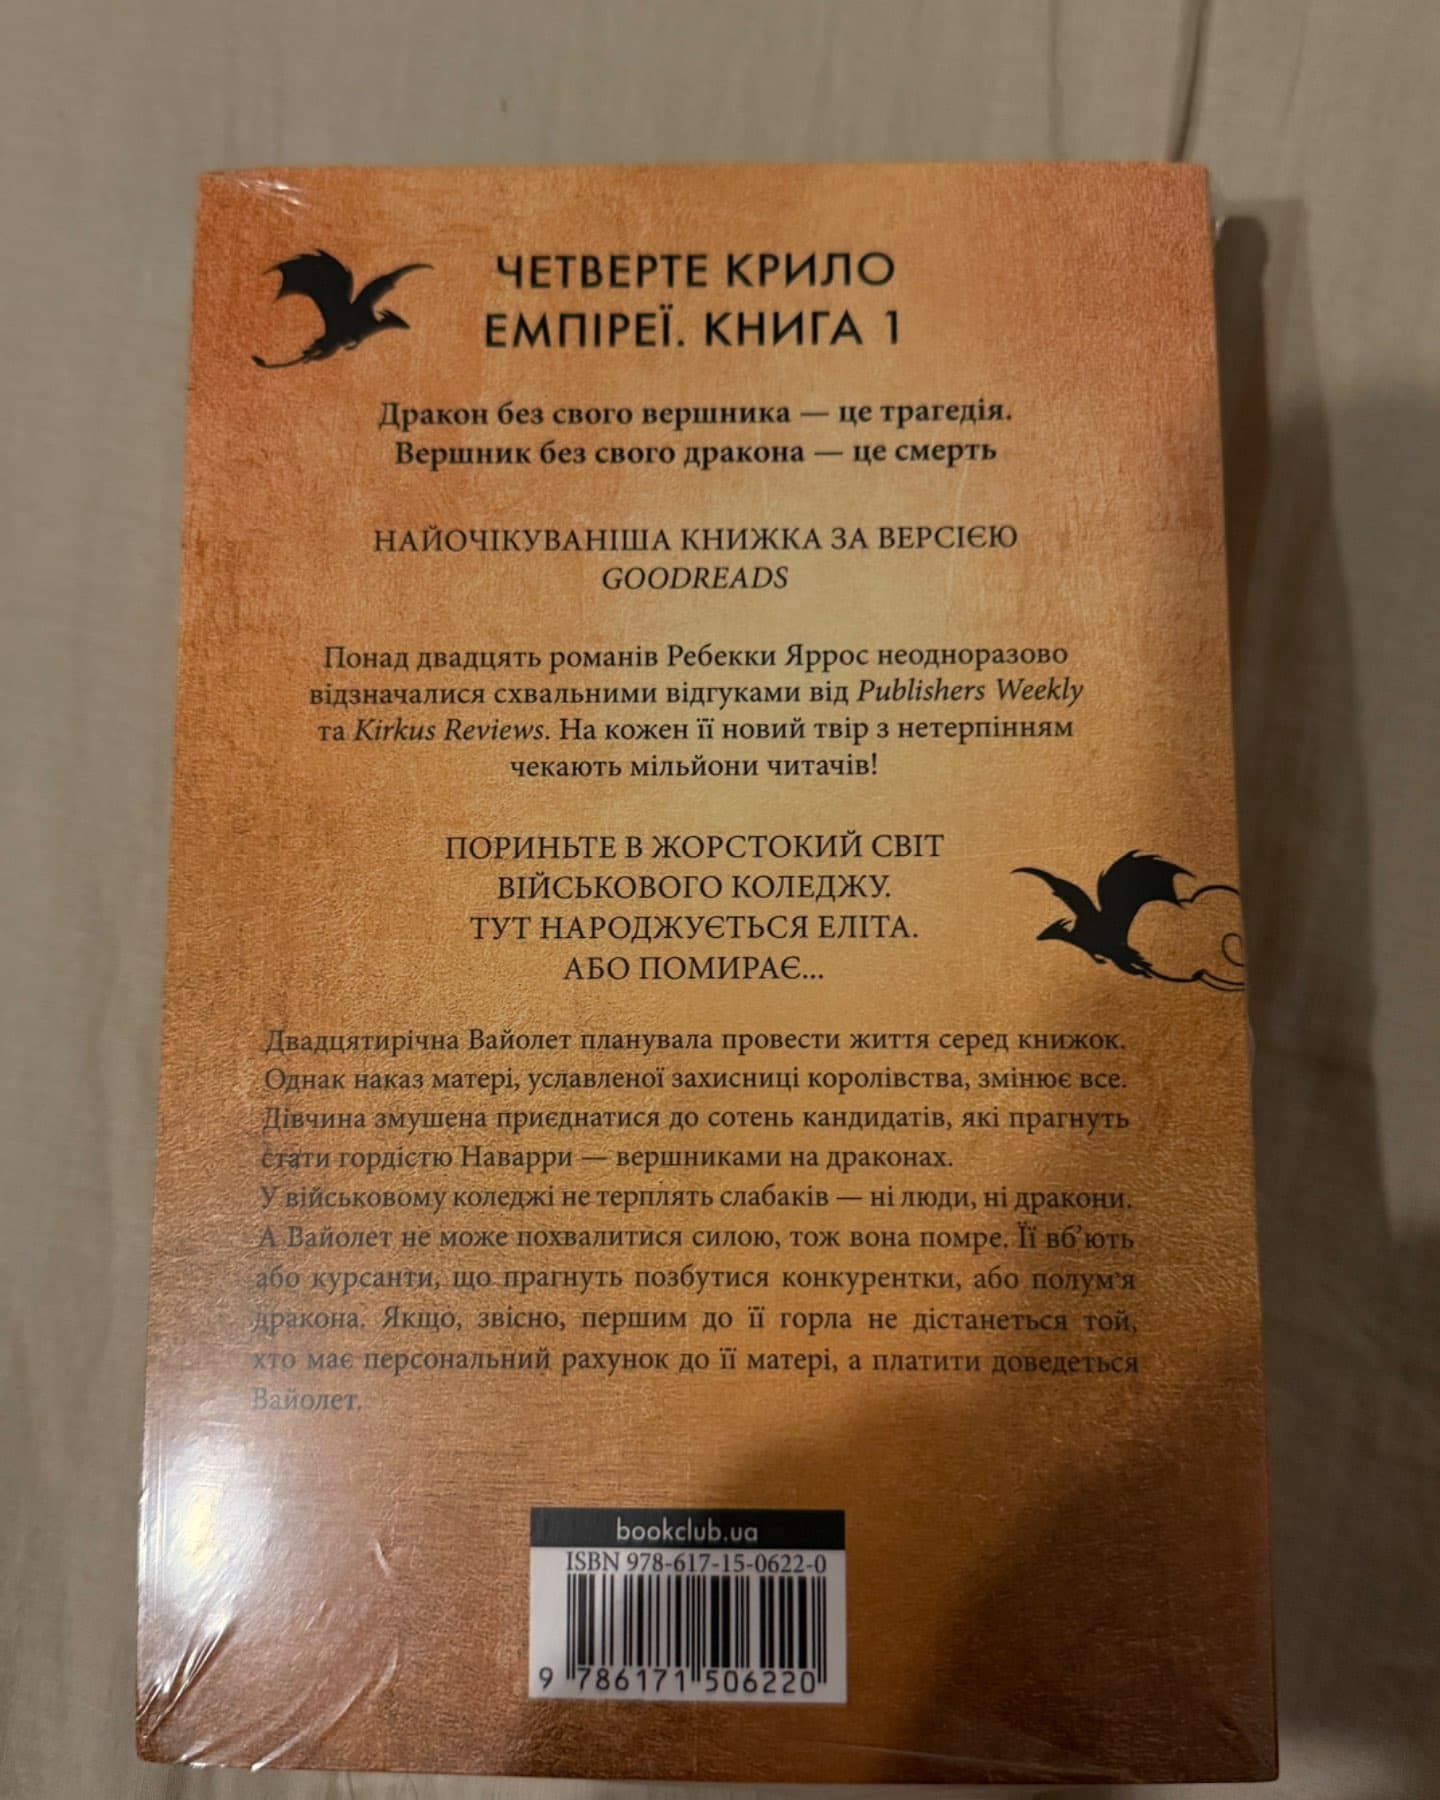 ЧЕТВЕРТЕ КРИЛО
ЕМПІРЕЇ. КНИГА 1
Дракон без свого вершника — це трагедія.
Вершник без свого дракона — це смерть
НАЙОЧІКУВАНІША КНИЖКА ЗА ВЕРСІЄЮ
GOODREADS
Понад двадцять романів Ребекки Яррос неодноразово
відзначалися схвальними відгуками від Publishers Weekly
та Kirkus Reviews. На кожен її новий твір з нетерпінням
чекають мільйони читачів!
ПОРИНЬТЕ В ЖОРСТОКИЙ СВІТ
ВІЙСЬКОВОГО КОЛЕДЖУ.
ТУТ НАРОДЖУЄТЬСЯ ЕЛІТА.
АБО ПОМИРАЄ...
Двадцятирічна Вайолет планувала провести життя серед книжок.
Однак наказ матері, уславленої захисниці королівства, змінює все.
Дівчина змушена приєднатися до сотень кандидатів, які прагнуть
стати гордістю Наварри — вершниками на драконах.
У військовому коледжі не терплять слабаків — ні люди, ні дракони.
А Вайолет не може похвалитися силою, тож вона помре. Її вб’ють
або курсанти, що прагнуть позбутися конкурентки, або полум’я
дракона. Якщо, звісно, першим до її горла не дістанеться той,
хто має персональний рахунок до її матері, а платити доведеться
Вайолет.
bookclub.ua
ISBN 978-617-15-0622-0
9 786171 506220